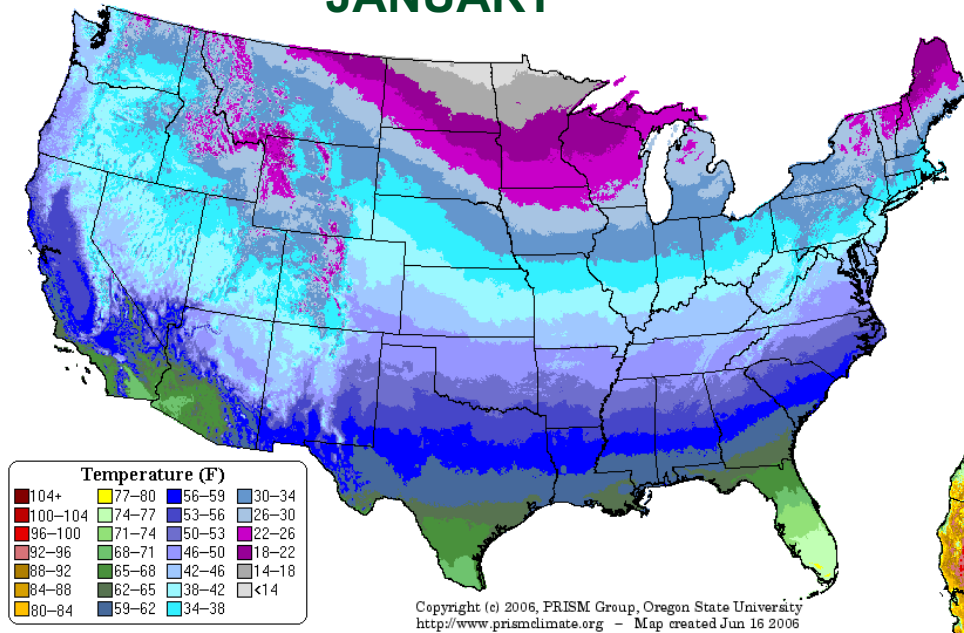 JANUARY
Temperature (F)
104+ 77–80 56–59 30–34
100–104 74–77 53–56 26–30
96–100 71–74 50–53 22–26
92–96 68–71 46–50 18–22
88–92 65–68 42–46 14–18
84–88 62–65 38–42 <14
80–84 59–62 34–38
Copyright (c) 2006, PRISM Group, Oregon State University
http://www.prismclimate.org – Map created Jun 16 2006